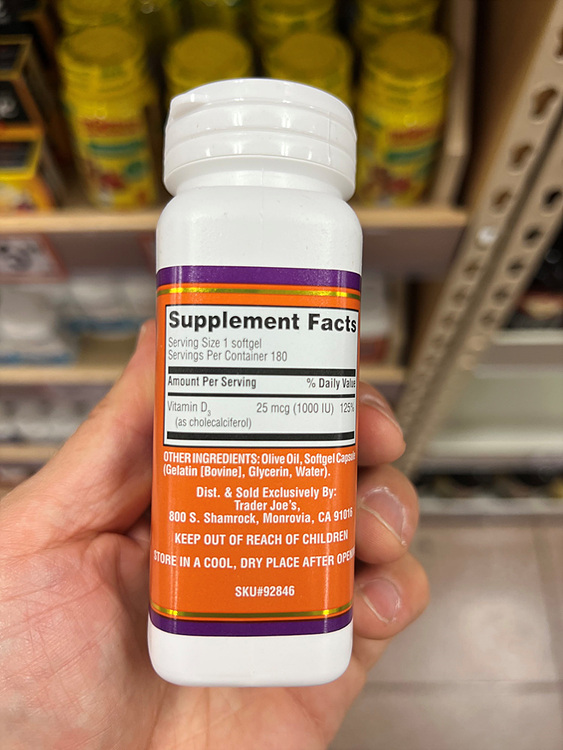 Supplement Facts
Serving Size 1 softgel
Servings Per Container 180
Amount Per Serving % Daily Value
Vitamin D3 25 mcg (1000 IU) 125%
(as cholecalciferol)
OTHER INGREDIENTS: Olive Oil, Softgel Capsule
(Gelatin [Bovine], Glycerin, Water).
Dist. & Sold Exclusively By:
Trader Joe's,
800 S. Shamrock, Monrovia, CA 91016
KEEP OUT OF REACH OF CHILDREN
STORE IN A COOL, DRY PLACE AFTER OPENING
SKU#92846